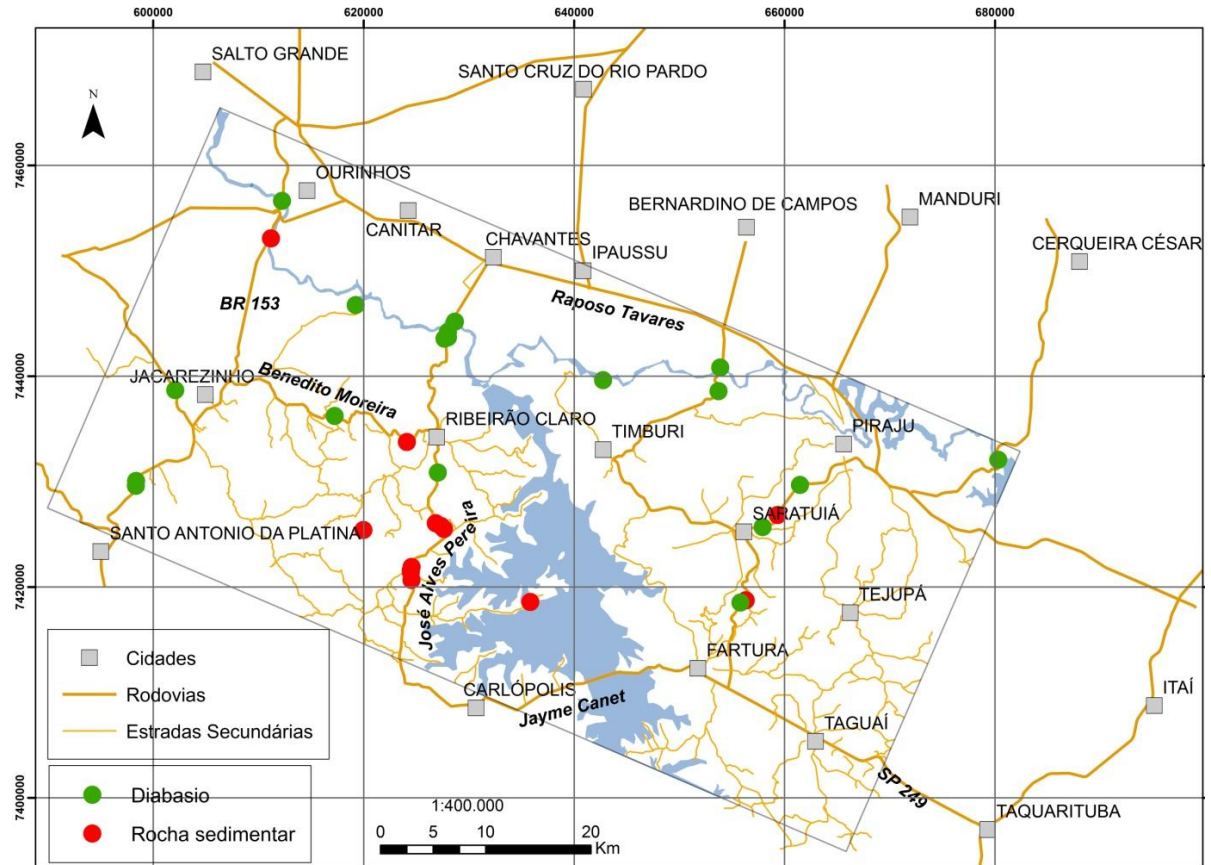 600000 620000 640000 660000 680000
SALTO GRANDE
SANTO CRUZ DO RIO PARDO
N
7460000
OURINHOS
MANDURI
BERNARDINO DE CAMPOS
CANITAR
CHAVANTES
IPAUSSU
CERQUEIRA CÉSAR
BR 153
Raposo Tavares
7440000
JACAREZINHO
Benedito Moreira
RIBEIRÃO CLARO
TIMBURI
PIRAJU
SANTO ANTONIO DA PLATINA
SARATUIÁ
José Alves Pereira
7420000
TEJUPÁ
FARTURA
CARLÓPOLIS
Jayme Canet
ITAÍ
TAGUAÍ
SP 249
7400000
TAQUARITUBA
Cidades
Rodovias
Estradas Secundárias
Diabasio
Rocha sedimentar
1:400.000
0 5 10 20
Km